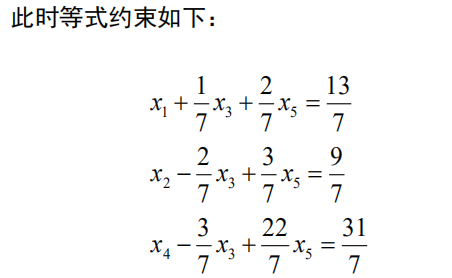 此时等式约束如下：
x₁ + 1/7 x₃ + 2/7 x₅ = 13/7
x₂ − 2/7 x₃ + 3/7 x₅ = 9/7
x₄ − 3/7 x₃ + 22/7 x₅ = 31/7